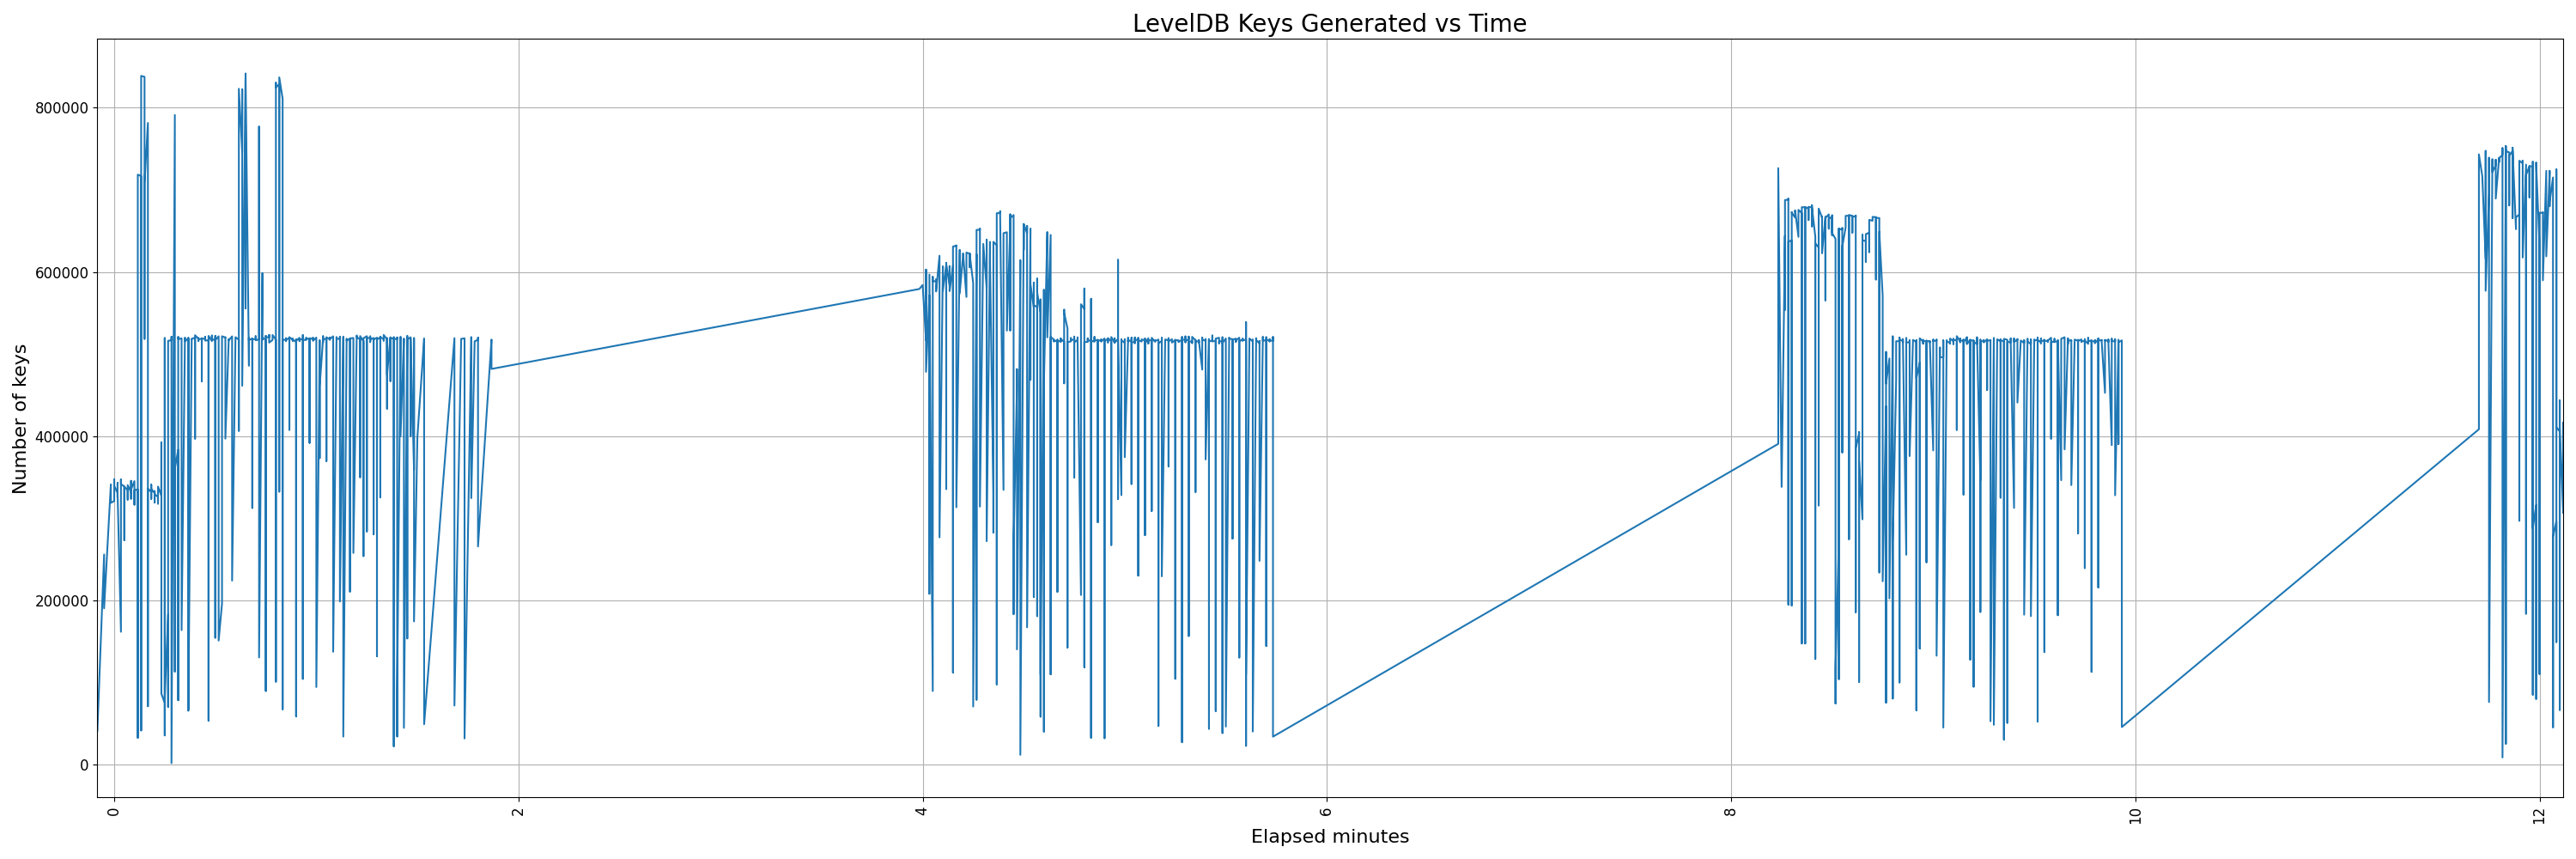 LevelDB Keys Generated vs Time
Number of keys
800000
600000
400000
200000
0
0 2 4 6 8 10 12
Elapsed minutes